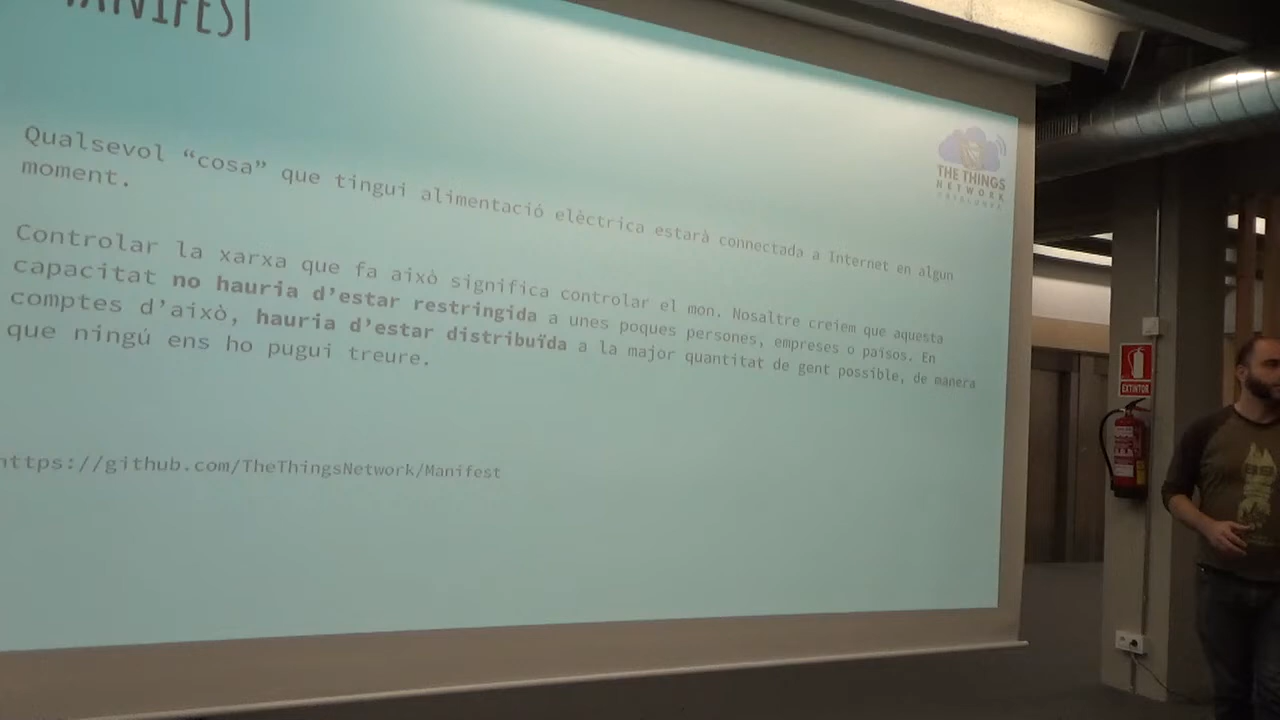 MANIFEST
Qualsevol “cosa” que tingui alimentació elèctrica estarà connectada a Internet en algun
moment.
Controlar la xarxa que fa això significa controlar el mon. Nosaltre creiem que aquesta
capacitat no hauria d’estar restringida a unes poques persones, empreses o països. En
comptes d’això, hauria d’estar distribuïda a la major quantitat de gent possible, de manera
que ningú ens ho pugui treure.
https://github.com/TheThingsNetwork/Manifest
THE THINGS
NETWORK
CATALUNYA
EXTINTOR